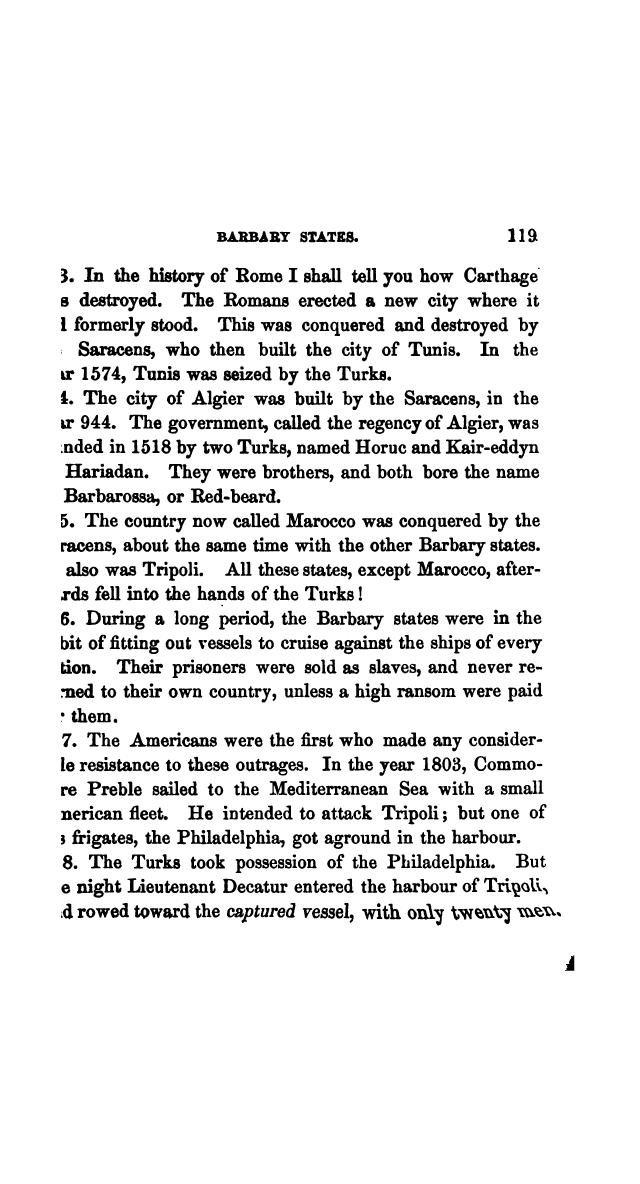 BARBARY STATES. 119
3. In the history of Rome I shall tell you how Carthage
s destroyed. The Romans erected a new city where it
l formerly stood. This was conquered and destroyed by
Saracens, who then built the city of Tunis. In the
ar 1574, Tunis was seized by the Turks.
4. The city of Algier was built by the Saracens, in the
ar 944. The government, called the regency of Algier, was
nded in 1518 by two Turks, named Horuc and Kair-eddyn
Hariadan. They were brothers, and both bore the name
Barbarossa, or Red-beard.
5. The country now called Marocco was conquered by the
racens, about the same time with the other Barbary states.
also was Tripoli. All these states, except Marocco, after-
rds fell into the hands of the Turks!
6. During a long period, the Barbary states were in the
bit of fitting out vessels to cruise against the ships of every
tion. Their prisoners were sold as slaves, and never re-
rned to their own country, unless a high ransom were paid
r them.
7. The Americans were the first who made any consider-
le resistance to these outrages. In the year 1803, Commo-
re Preble sailed to the Mediterranean Sea with a small
nerican fleet. He intended to attack Tripoli; but one of
s frigates, the Philadelphia, got aground in the harbour.
8. The Turks took possession of the Philadelphia. But
e night Lieutenant Decatur entered the harbour of Tripoli,
d rowed toward the captured vessel, with only twenty men.